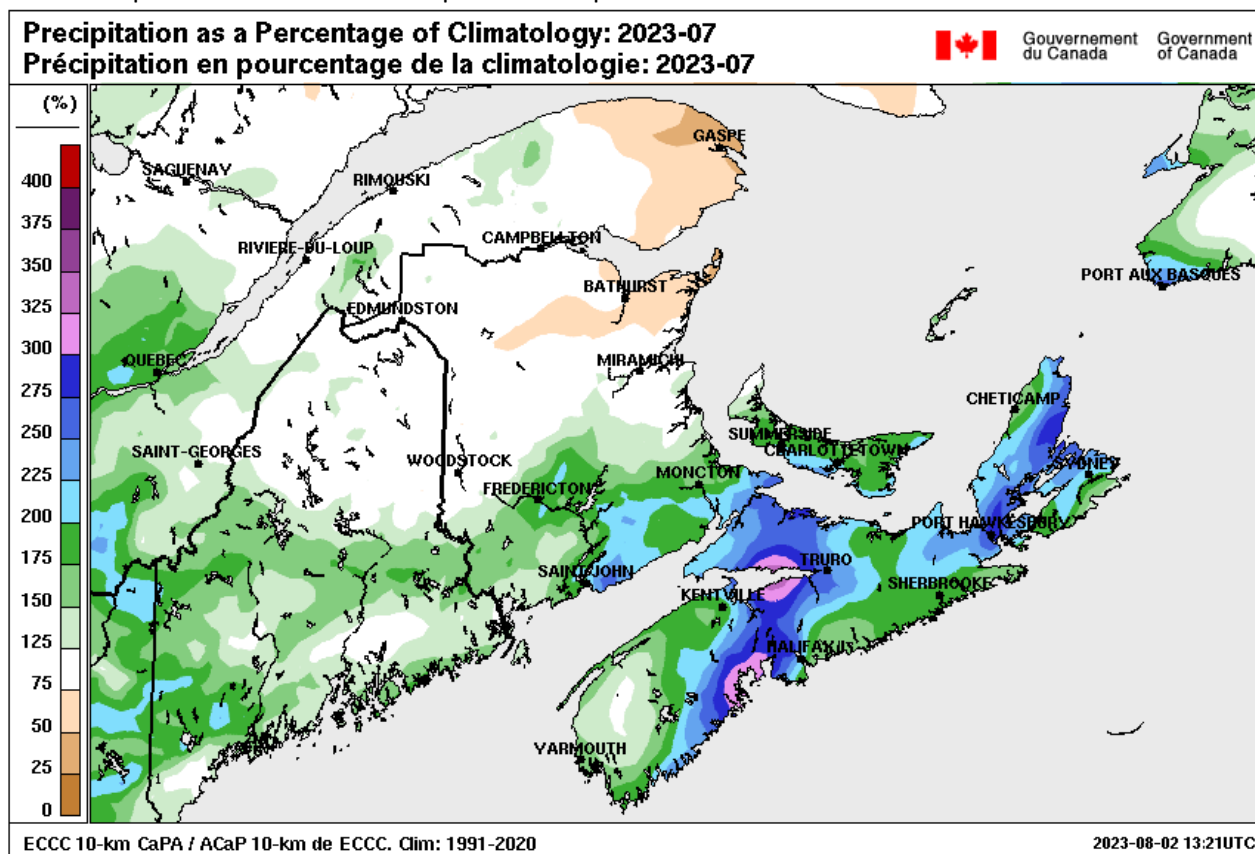 Precipitation as a Percentage of Climatology: 2023-07
Précipitation en pourcentage de la climatologie: 2023-07
Gouvernement du Canada
Government of Canada
(%)
400
375
350
325
300
275
250
225
200
175
150
125
75
50
25
0
GASPE
SAGUENAY
RIMOUSKI
CAMPBELLTON
RIVIERE-DU-LOUP
PORT AUX BASQUES
BATHURST
EDMUNDSTON
QUEBEC
MIRAMICHI
CHETICAMP
SUMMERSIDE
SAINT-GEORGES
CHARLOTTETOWN
WOODSTOCK
MONCTON
SYDNEY
FREDERICTON
PORT HAWKESBURY
TRURO
SAINT JOHN
SHERBROOKE
KENTVILLE
HALIFAX
YARMOUTH
ECCC 10-km CaPA / ACaP 10-km de ECCC. Clim: 1991-2020
2023-08-02 13:21UTC